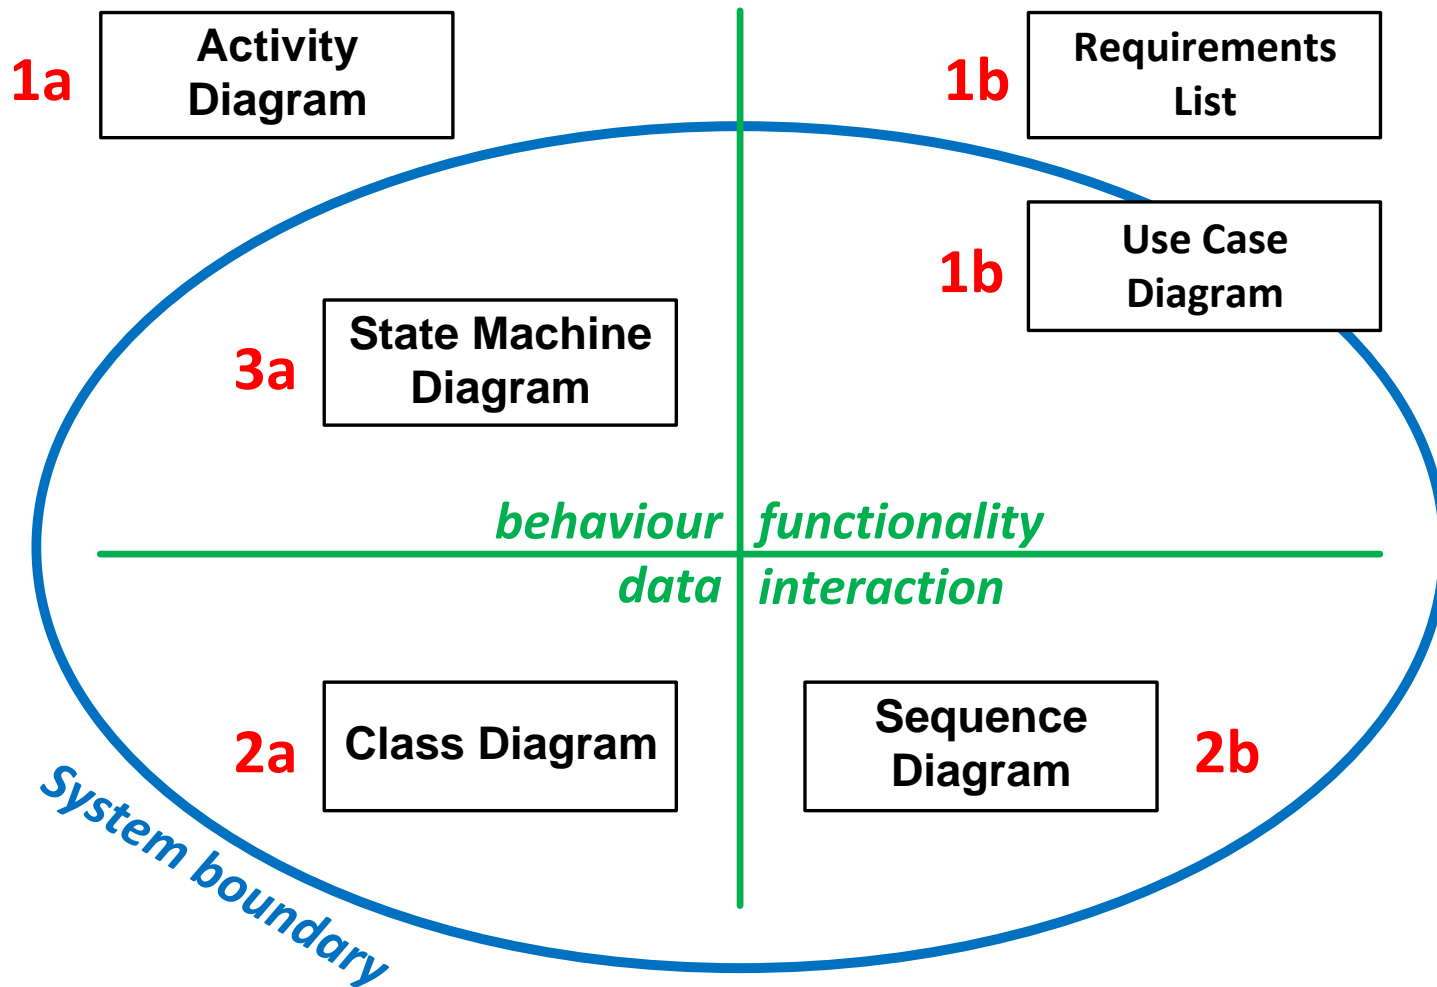 1a
Activity
Diagram
1b
Requirements
List
1b
Use Case
Diagram
3a
State Machine
Diagram
behaviour
functionality
data
interaction
2a
Class Diagram
Sequence
Diagram
2b
System boundary